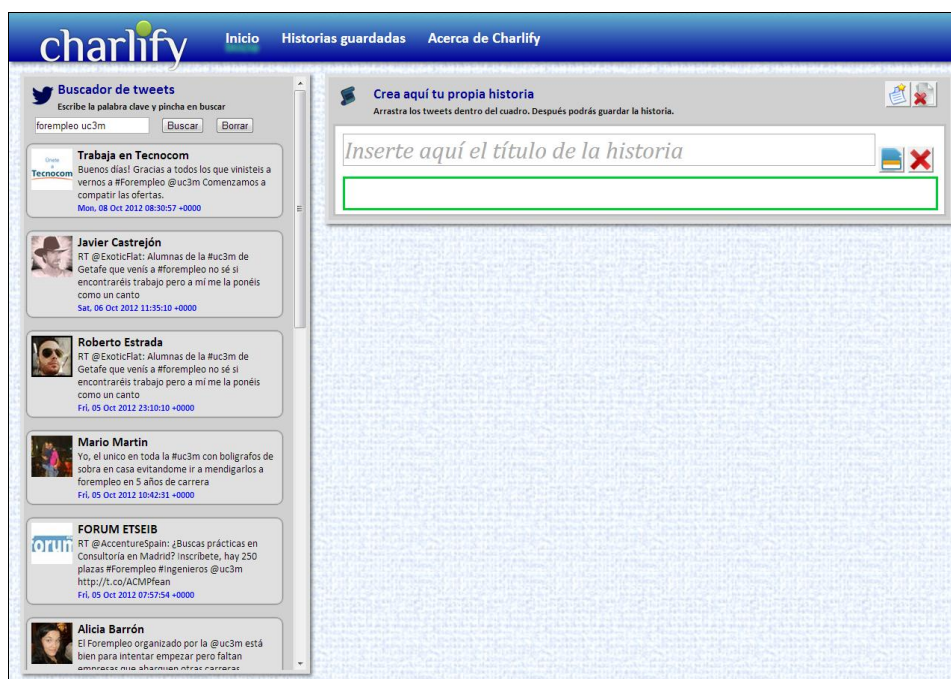 charlify
Inicio Historias guardadas Acerca de Charlify
Buscador de tweets
Escribe la palabra clave y pincha en buscar
forempleo uc3m Buscar Borrar
Únete
a
Tecnocom
Trabaja en Tecnocom
Buenos días! Gracias a todos los que vinisteis a
vernos a #Forempleo @uc3m Comenzamos a
compatir las ofertas.
Mon, 08 Oct 2012 08:30:57 +0000
Javier Castrejón
RT @ExoticFlat: Alumnas de la #uc3m de
Getafe que venís a #forempleo no sé si
encontraréis trabajo pero a mí me la ponéis
como un canto
Sat, 06 Oct 2012 11:35:10 +0000
Roberto Estrada
RT @ExoticFlat: Alumnas de la #uc3m de
Getafe que venís a #forempleo no sé si
encontraréis trabajo pero a mí me la ponéis
como un canto
Fri, 05 Oct 2012 23:10:10 +0000
Mario Martin
Yo, el unico en toda la #uc3m con boligrafos de
sobra en casa evitandome ir a mendigarlos a
forempleo en 5 años de carrera
Fri, 05 Oct 2012 10:42:31 +0000
forum
FORUM ETSEIB
RT @AccentureSpain: ¿Buscas prácticas en
Consultoría en Madrid? Inscríbete, hay 250
plazas #Forempleo #Ingenieros @uc3m
http://t.co/ACMPfean
Fri, 05 Oct 2012 07:57:54 +0000
Alicia Barrón
El Forempleo organizado por la @uc3m está
bien para intentar empezar pero faltan
empresas que abarquen otras carreras
Crea aquí tu propia historia
Arrastra los tweets dentro del cuadro. Después podrás guardar la historia.
Inserte aquí el título de la historia